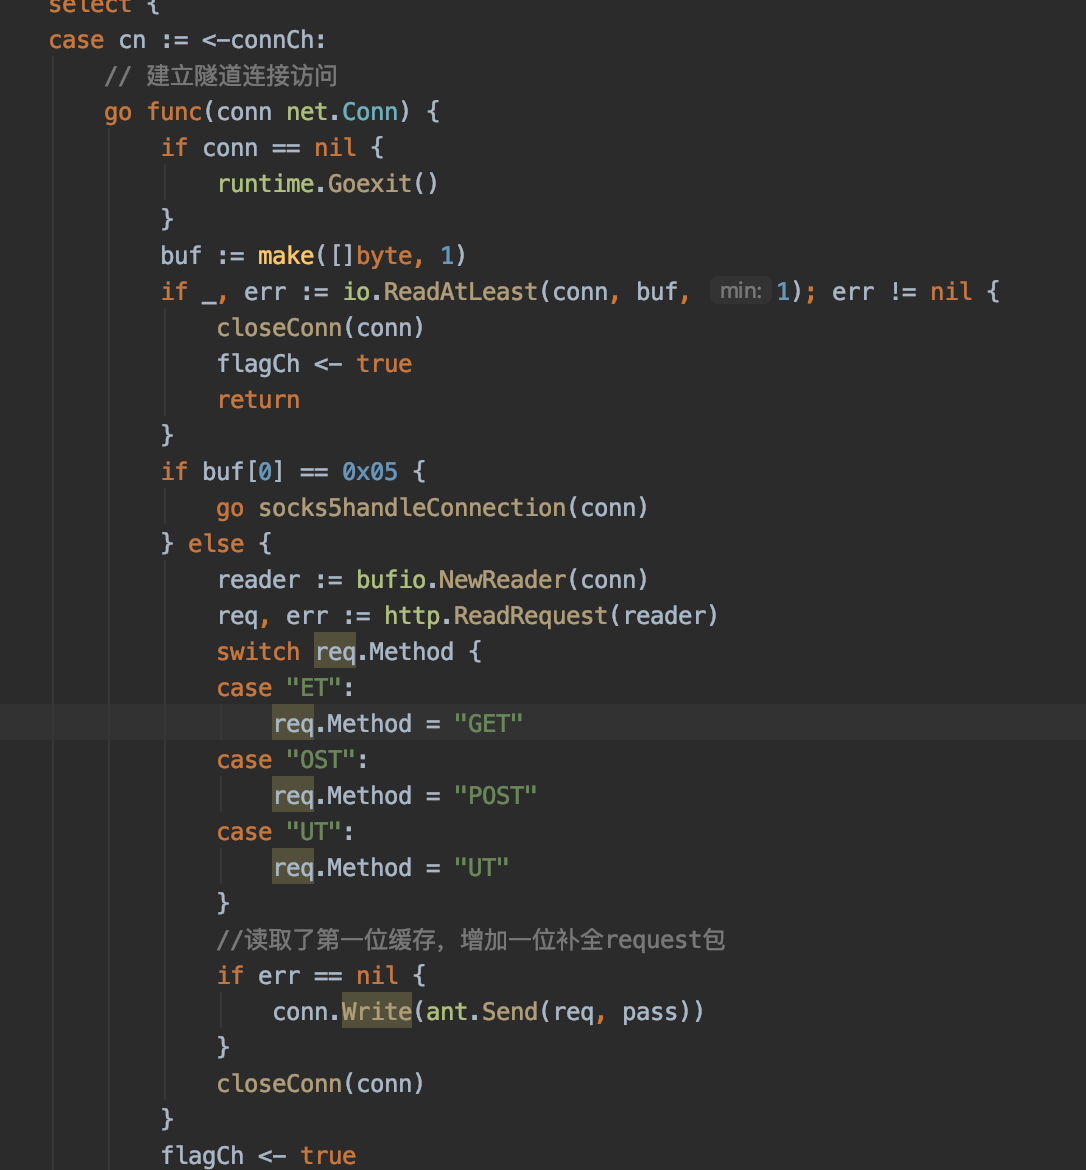 select {
case cn := <-connCh:
// 建立隧道连接访问
go func(conn net.Conn) {
if conn == nil {
runtime.Goexit()
}
buf := make([]byte, 1)
if _, err := io.ReadAtLeast(conn, buf, min: 1); err != nil {
closeConn(conn)
flagCh <- true
return
}
if buf[0] == 0x05 {
go socks5handleConnection(conn)
} else {
reader := bufio.NewReader(conn)
req, err := http.ReadRequest(reader)
switch req.Method {
case "ET":
req.Method = "GET"
case "OST":
req.Method = "POST"
case "UT":
req.Method = "UT"
}
//读取了第一位缓存，增加一位补全request包
if err == nil {
conn.Write(ant.Send(req, pass))
}
closeConn(conn)
}
flagCh <- true